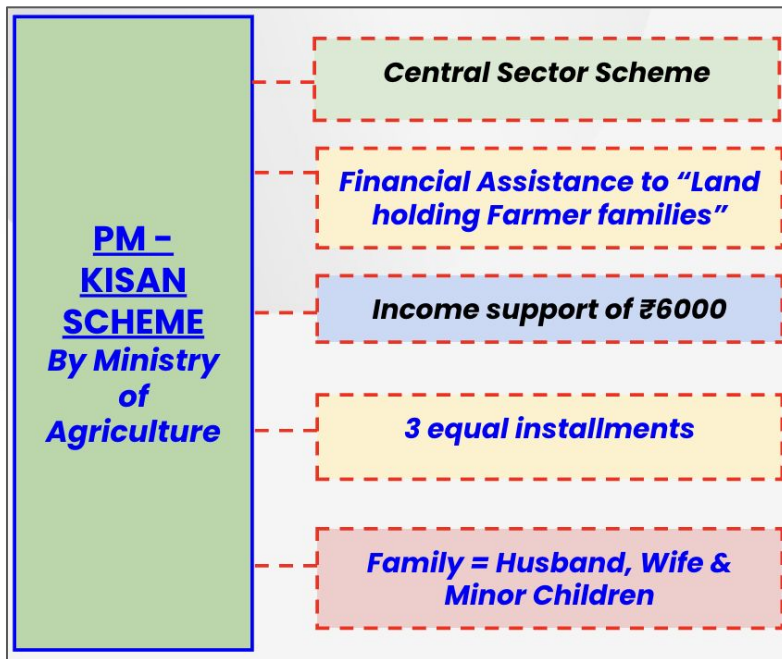 PM -
KISAN
SCHEME
By Ministry
of
Agriculture
Central Sector Scheme
Financial Assistance to “Land
holding Farmer families”
Income support of ₹6000
3 equal installments
Family = Husband, Wife &
Minor Children